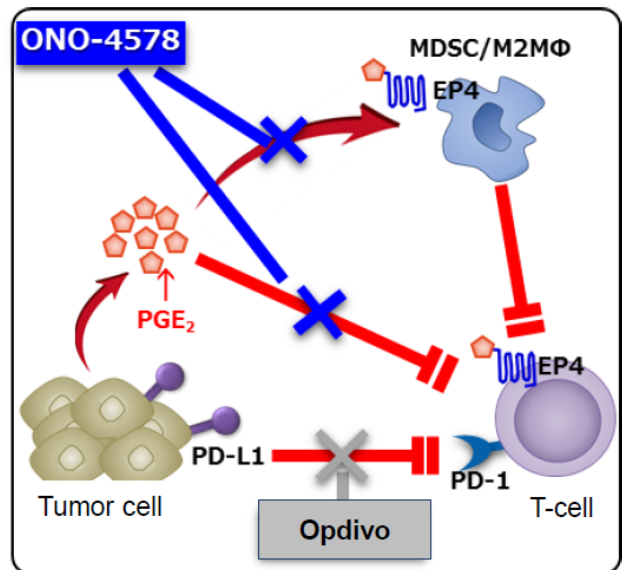 ONO-4578
MDSC/M2MΦ
EP4
PGE₂
EP4
PD-L1
PD-1
Tumor cell
T-cell
Opdivo